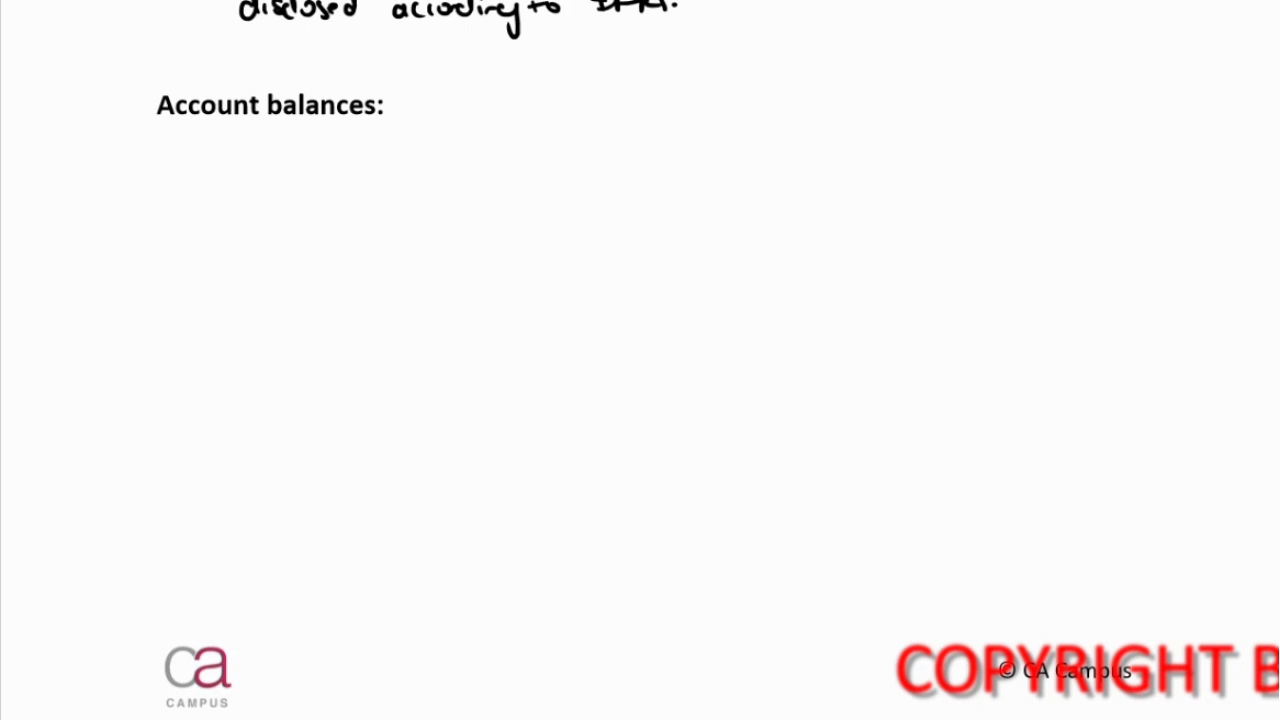 disclosed according to
Account balances:
ca
CAMPUS
© CA Campus
COPYRIGHT B